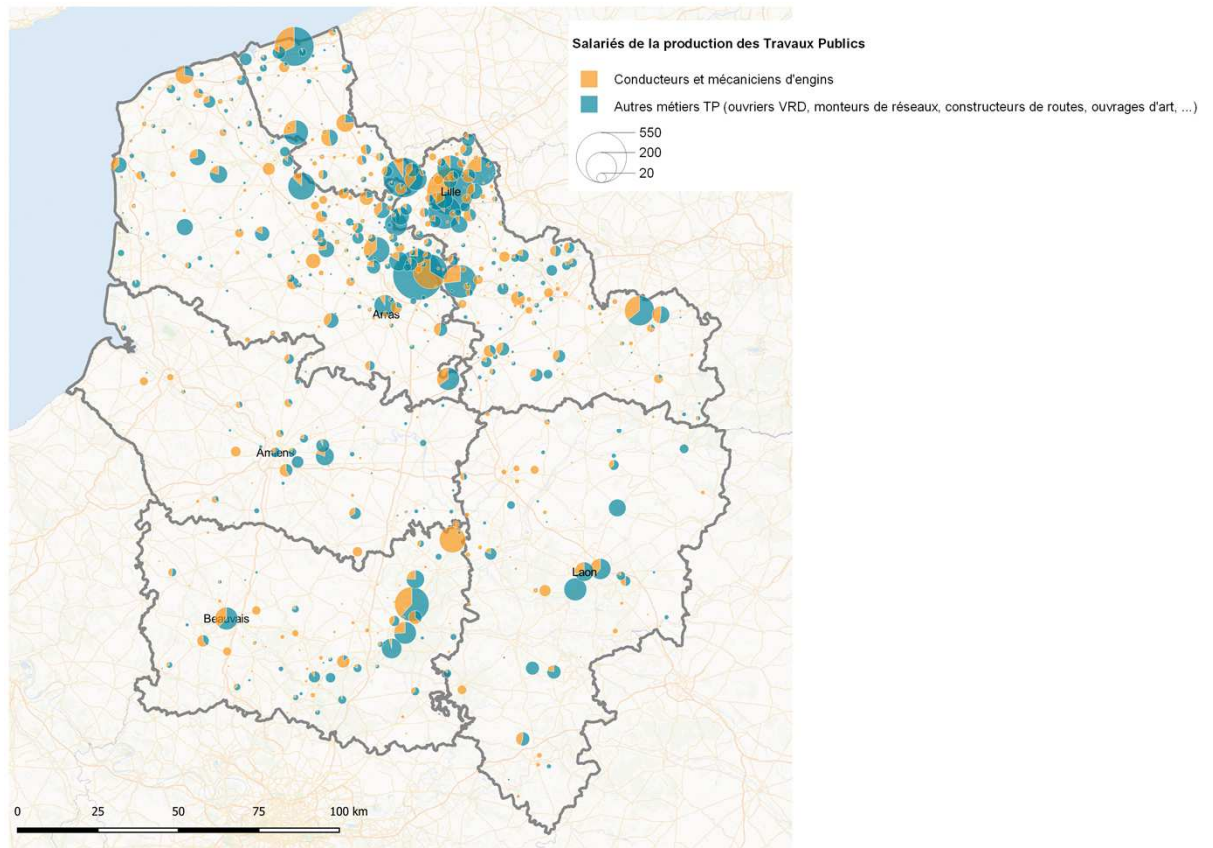 Salariés de la production des Travaux Publics
Conducteurs et mécaniciens d'engins
Autres métiers TP (ouvriers VRD, monteurs de réseaux, constructeurs de routes, ouvrages d'art, ...)
550
200
20
Lille
Arras
Amiens
Laon
Beauvais
0 25 50 75 100 km